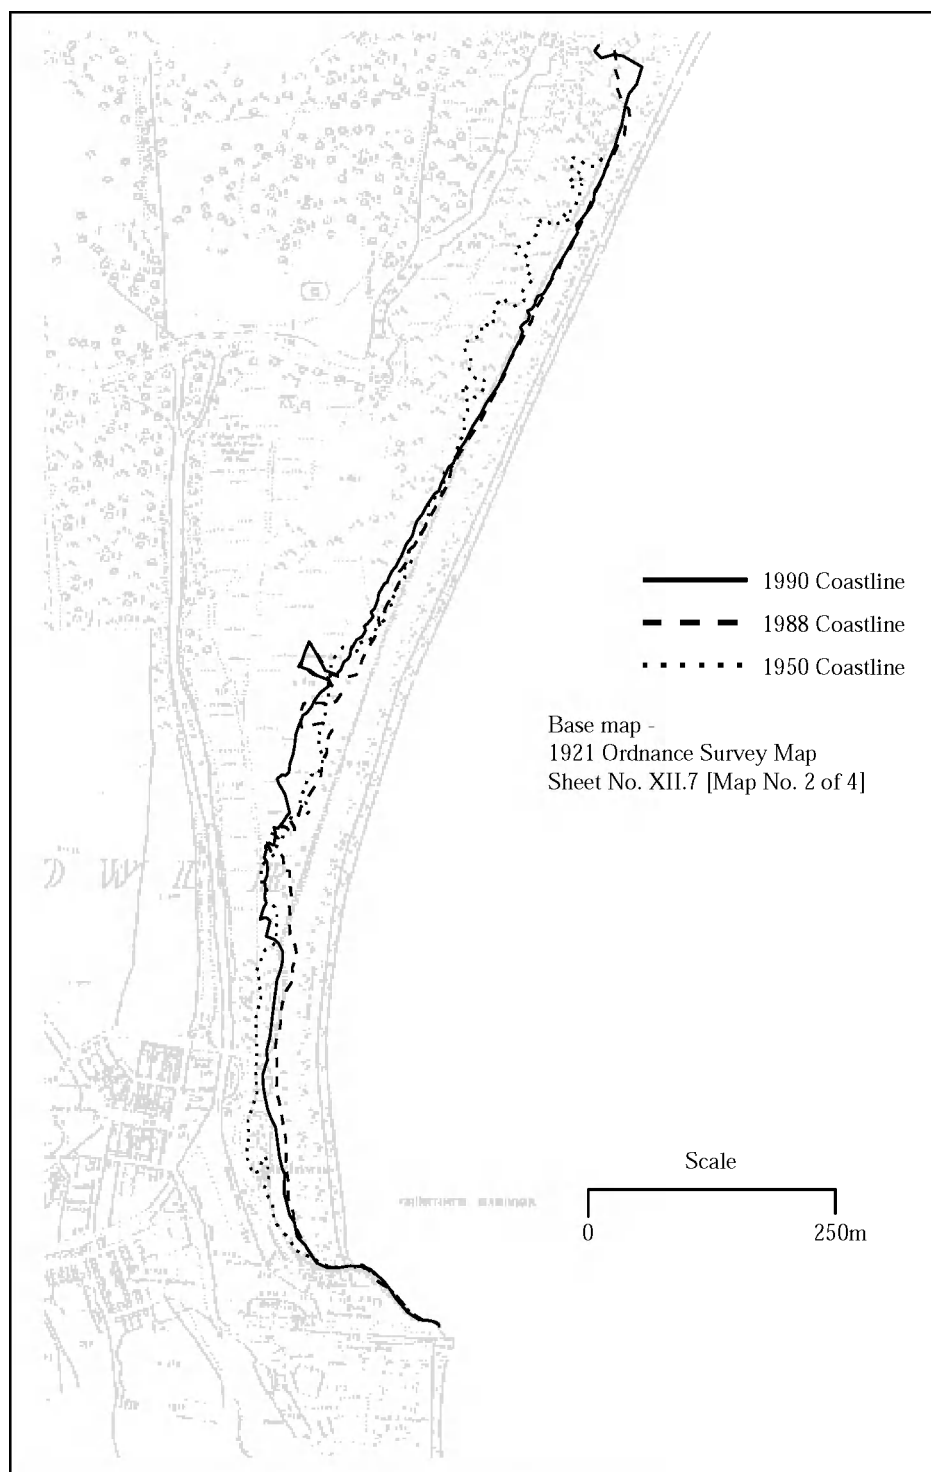 1990 Coastline
1988 Coastline
1950 Coastline
Base map -
1921 Ordnance Survey Map
Sheet No. XII.7 [Map No. 2 of 4]
Scale
0 250m